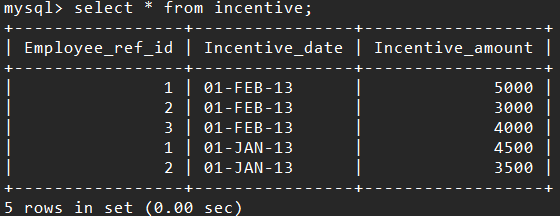 mysql> select * from incentive;
+-----------------+----------------+------------------+
| Employee_ref_id | Incentive_date | Incentive_amount |
+-----------------+----------------+------------------+
|               1 | 01-FEB-13      |             5000 |
|               2 | 01-FEB-13      |             3000 |
|               3 | 01-FEB-13      |             4000 |
|               1 | 01-JAN-13      |             4500 |
|               2 | 01-JAN-13      |             3500 |
+-----------------+----------------+------------------+
5 rows in set (0.00 sec)